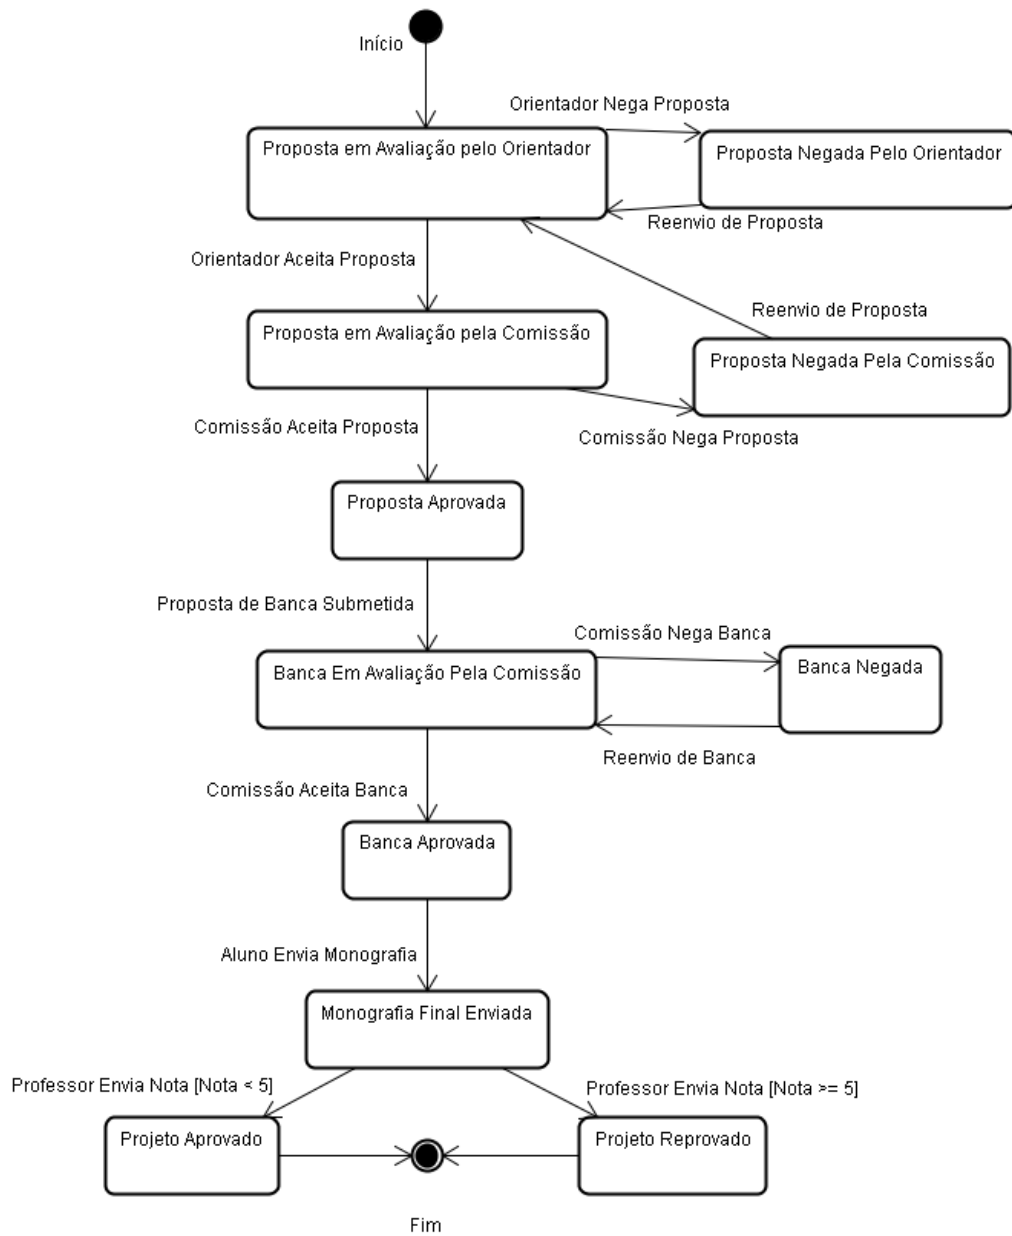 Início
Orientador Nega Proposta
Proposta em Avaliação pelo Orientador
Proposta Negada Pelo Orientador
Reenvio de Proposta
Orientador Aceita Proposta
Reenvio de Proposta
Proposta em Avaliação pela Comissão
Proposta Negada Pela Comissão
Comissão Aceita Proposta
Comissão Nega Proposta
Proposta Aprovada
Proposta de Banca Submetida
Comissão Nega Banca
Banca Em Avaliação Pela Comissão
Banca Negada
Reenvio de Banca
Comissão Aceita Banca
Banca Aprovada
Aluno Envia Monografia
Monografia Final Enviada
Professor Envia Nota [Nota < 5]
Professor Envia Nota [Nota >= 5]
Projeto Aprovado
Projeto Reprovado
Fim